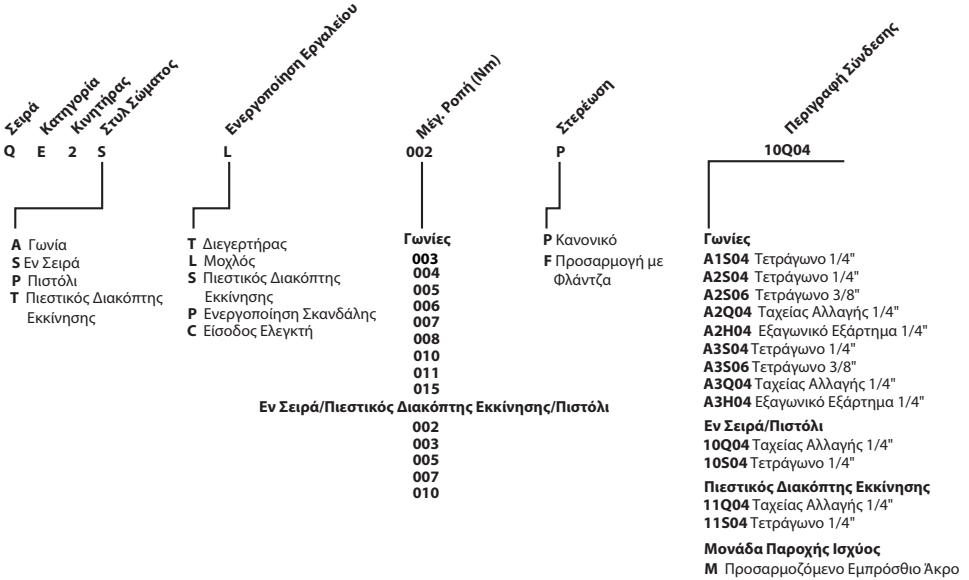 Σειρά
Κατηγορία
Κινητήρας
Στυλ Σώματος
Ενεργοποίηση Εργαλείου
Μέγ. Ροπή (Nm)
Στερέωση
Περιγραφή Σύνδεσης
Q E 2 S L 002 P 10Q04
A Γωνία
S Εν Σειρά
P Πιστόλι
T Πιεστικός Διακόπτης
Εκκίνησης
T Διεγερτήρας
L Μοχλός
S Πιεστικός Διακόπτης
Εκκίνησης
P Ενεργοποίηση Σκανδάλης
C Είσοδος Ελεγκτή
Γωνίες
003
004
005
006
007
008
010
011
015
Εν Σειρά/Πιεστικός Διακόπτης Εκκίνησης/Πιστόλι
002
003
005
007
010
P Κανονικό
F Προσαρμογή με
Φλάντζα
Γωνίες
A1S04 Τετράγωνο 1/4"
A2S04 Τετράγωνο 1/4"
A2S06 Τετράγωνο 3/8"
A2Q04 Ταχείας Αλλαγής 1/4"
A2H04 Εξαγωνικό Εξάρτημα 1/4"
A3S04 Τετράγωνο 1/4"
A3S06 Τετράγωνο 3/8"
A3Q04 Ταχείας Αλλαγής 1/4"
A3H04 Εξαγωνικό Εξάρτημα 1/4"
Εν Σειρά/Πιστόλι
10Q04 Ταχείας Αλλαγής 1/4"
10S04 Τετράγωνο 1/4"
Πιεστικός Διακόπτης Εκκίνησης
11Q04 Ταχείας Αλλαγής 1/4"
11S04 Τετράγωνο 1/4"
Μονάδα Παροχής Ισχύος
M Προσαρμοζόμενο Εμπρόσθιο Άκρο